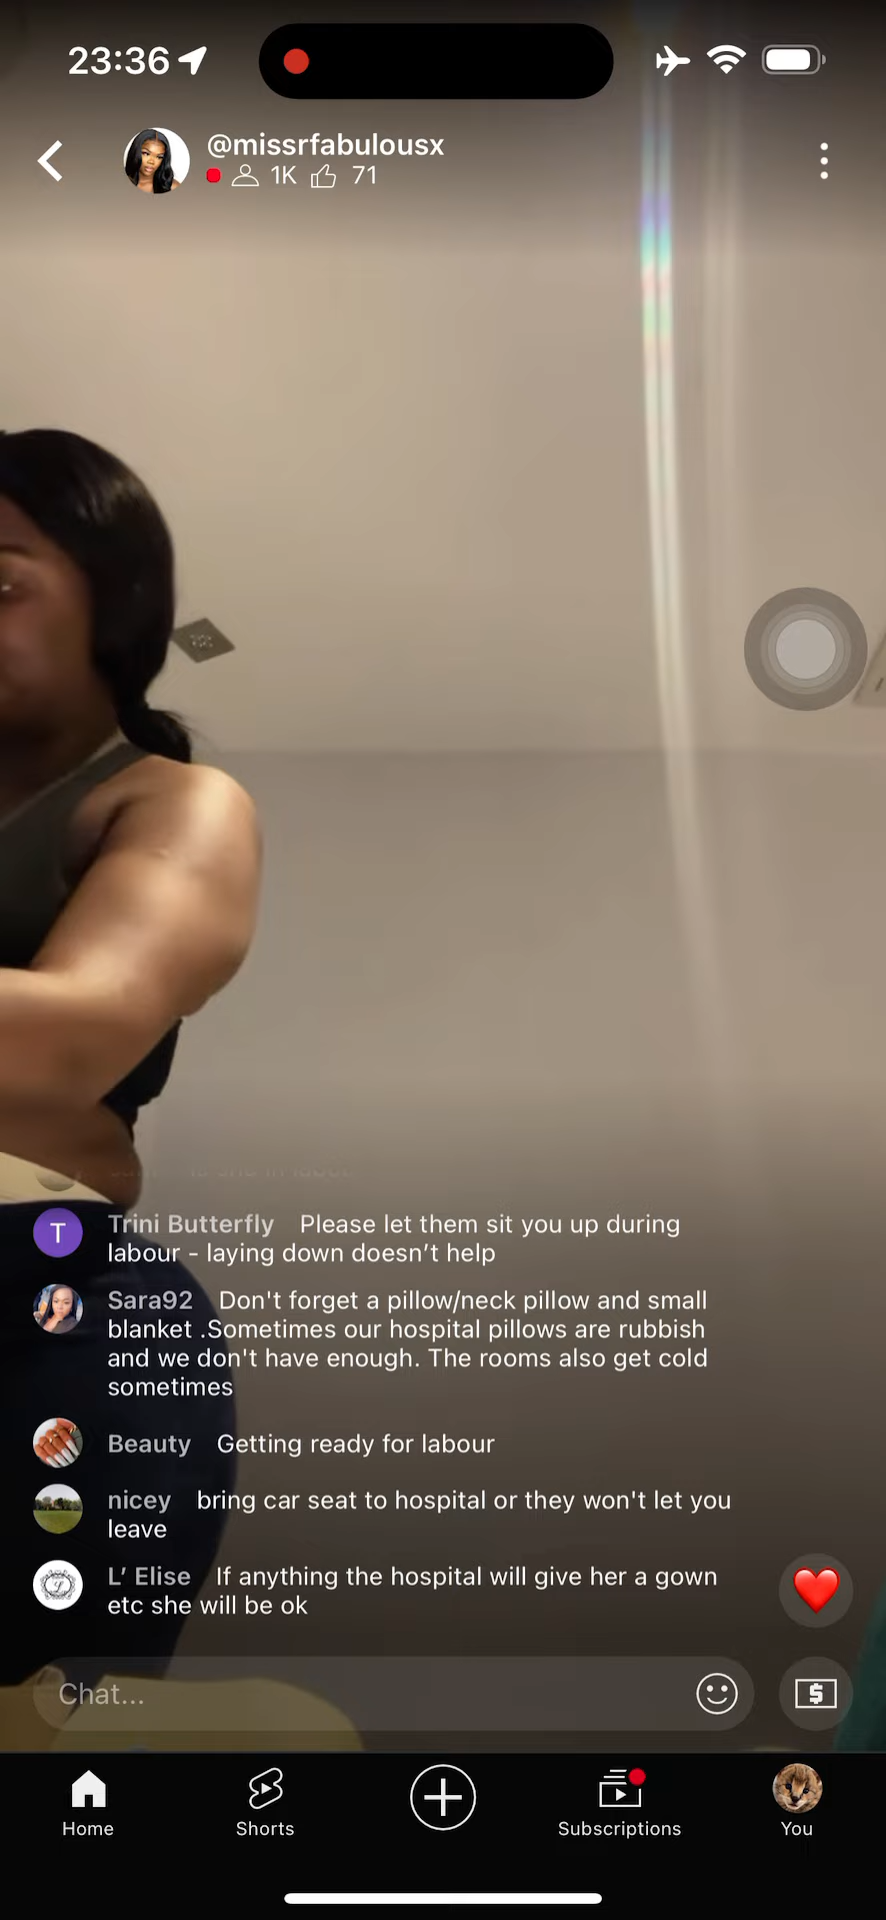 23:36
@missrfabulousx
1K 71
Trini Butterfly Please let them sit you up during
labour - laying down doesn't help
Sara92 Don't forget a pillow/neck pillow and small
blanket .Sometimes our hospital pillows are rubbish
and we don't have enough. The rooms also get cold
sometimes
Beauty Getting ready for labour
nicey bring car seat to hospital or they won't let you
leave
L' Elise If anything the hospital will give her a gown
etc she will be ok
Chat...
Home Shorts Subscriptions You